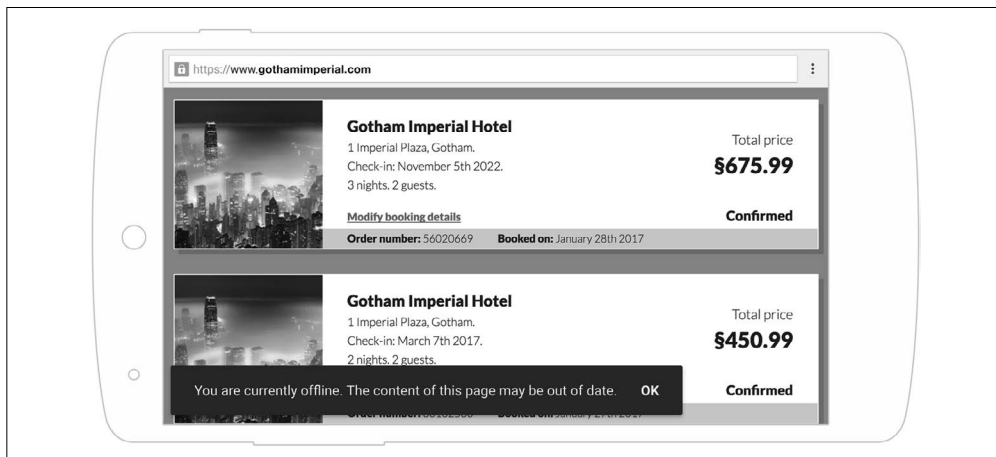 https://www.gothamimperial.com
Gotham Imperial Hotel
1 Imperial Plaza, Gotham.
Check-in: November 5th 2022.
3 nights. 2 guests.
Modify booking details
Total price
§675.99
Confirmed
Order number: 56020669 Booked on: January 28th 2017
Gotham Imperial Hotel
1 Imperial Plaza, Gotham.
Check-in: March 7th 2017.
2 nights. 2 guests.
Total price
§450.99
Confirmed
You are currently offline. The content of this page may be out of date. OK